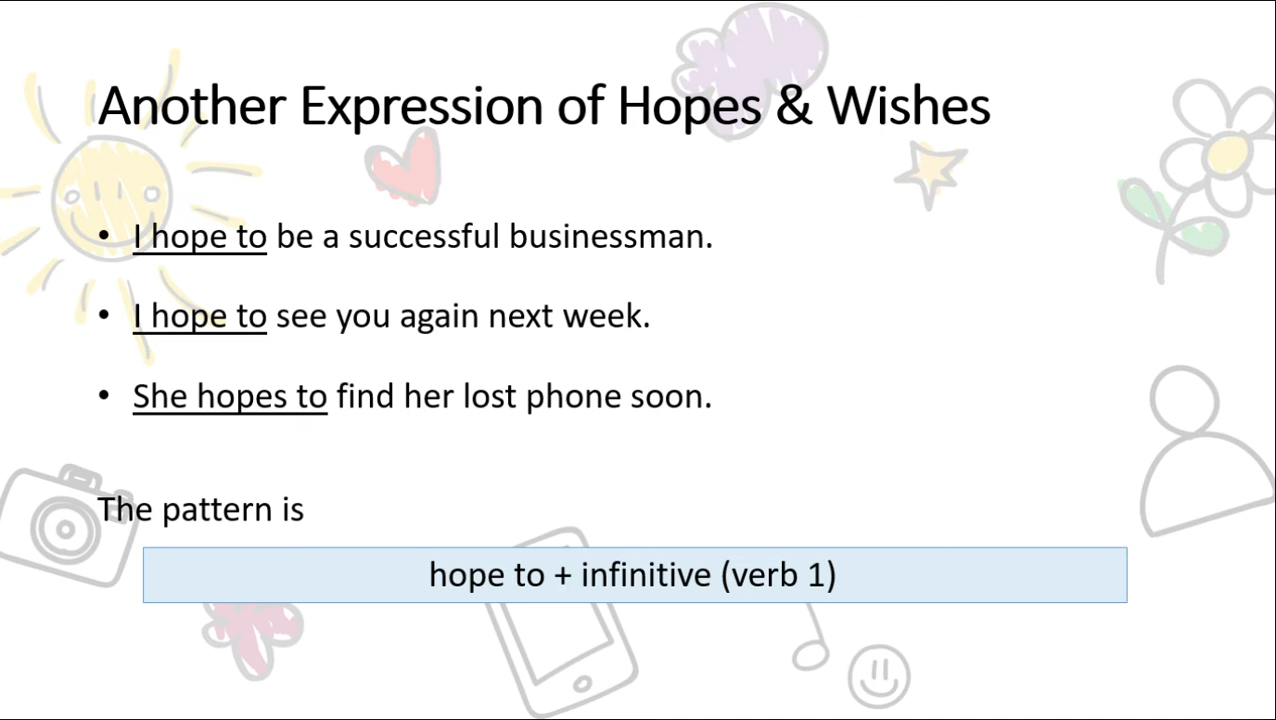 Another Expression of Hopes & Wishes
• I hope to be a successful businessman.
• I hope to see you again next week.
• She hopes to find her lost phone soon.
The pattern is
hope to + infinitive (verb 1)